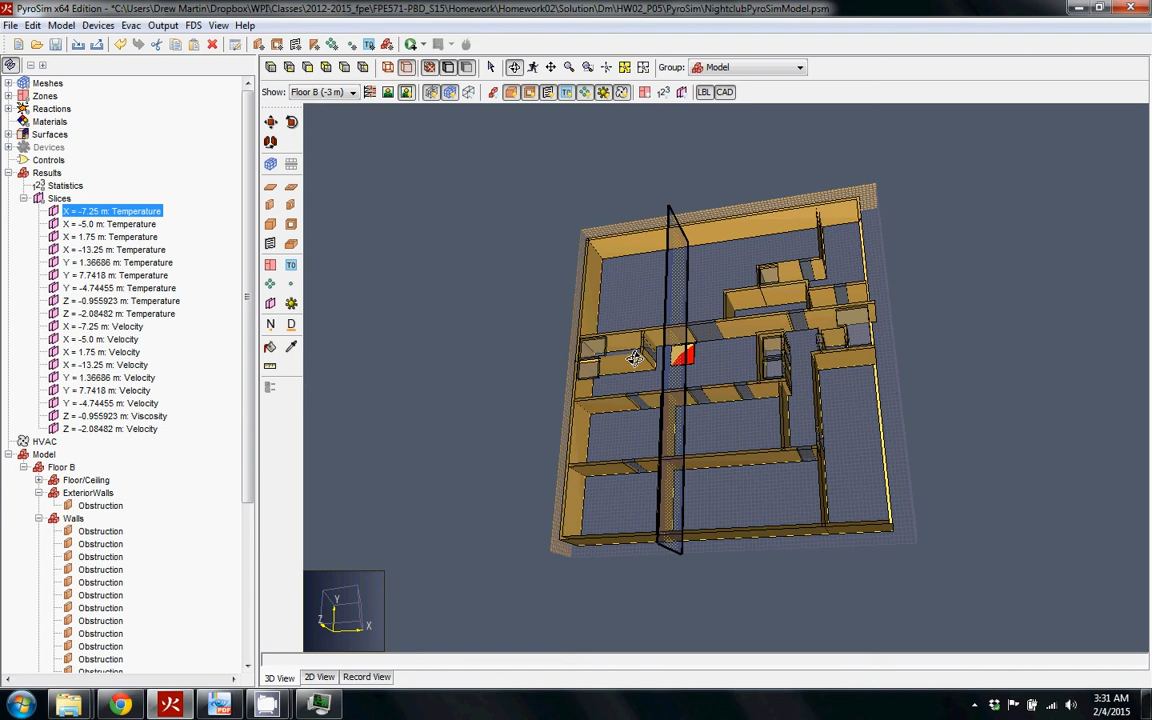 PyroSim x64 Edition - *C:\Users\Drew Martin\Dropbox\WPI\Classes\2012-2015_fpe\FPE571-PBD_S15\Homework\Homework02\Solution\Dm\HW02_P05\PyroSim\NightclubPyroSimModel.psm
File Edit Model Devices Evac Output FDS View Help
Group: Model
Show: Floor B (-3 m)
LBL CAD
Meshes
Zones
Reactions
Materials
Surfaces
Devices
Controls
Results
Statistics
Slices
X = -7.25 m: Temperature
X = -5.0 m: Temperature
X = 1.75 m: Temperature
X = -13.25 m: Temperature
Y = 1.36686 m: Temperature
Y = 7.7418 m: Temperature
Y = -4.74455 m: Temperature
Z = -0.955923 m: Temperature
Z = -2.08482 m: Temperature
X = -7.25 m: Velocity
X = -5.0 m: Velocity
X = 1.75 m: Velocity
X = -13.25 m: Velocity
Y = 1.36686 m: Velocity
Y = 7.7418 m: Velocity
Y = -4.74455 m: Velocity
Z = -0.955923 m: Viscosity
Z = -2.08482 m: Velocity
HVAC
Model
Floor B
Floor/Ceiling
ExteriorWalls
Obstruction
Walls
Obstruction
Obstruction
Obstruction
Obstruction
Obstruction
Obstruction
Obstruction
Obstruction
Obstruction
Obstruction
Obstruction
Obstruction
N D
Y
Z X
3D View 2D View Record View
3:31 AM
2/4/2015